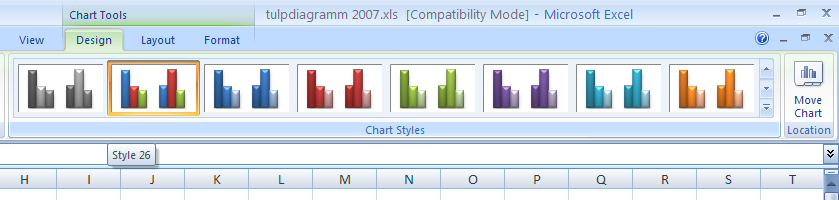 Chart Tools tulpdiagramm 2007.xls [Compatibility Mode] - Microsoft Excel
View Design Layout Format
Move
Chart
Chart Styles Location
Style 26
H I J K L M N O P Q R S T